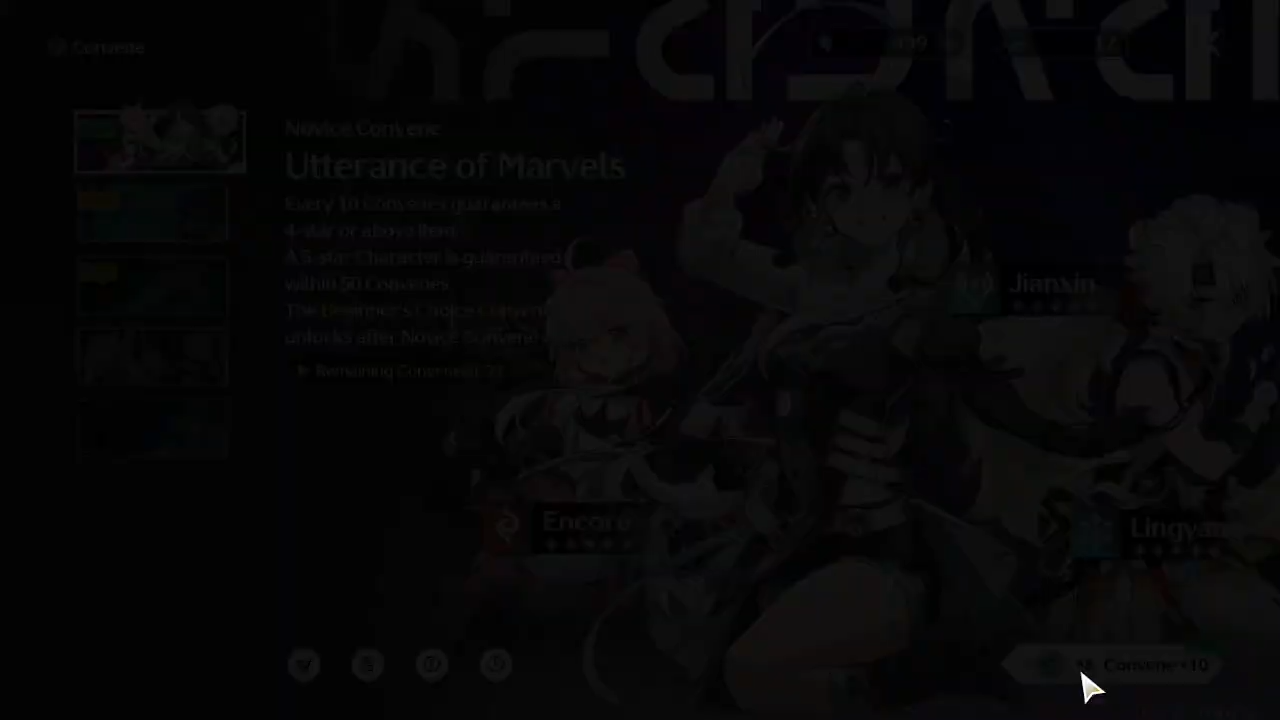 Convene
Novice Convene
Utterance of Marvels
Every 10 Convenes guarantees a
4-star or above item.
A 5-star Character is guaranteed
within 50 Convenes.
The Beginner's Choice Convene
unlocks after Novice Convene
Remaining Convenes:
Jianxin
Encore
Lingyang
Convene ×10